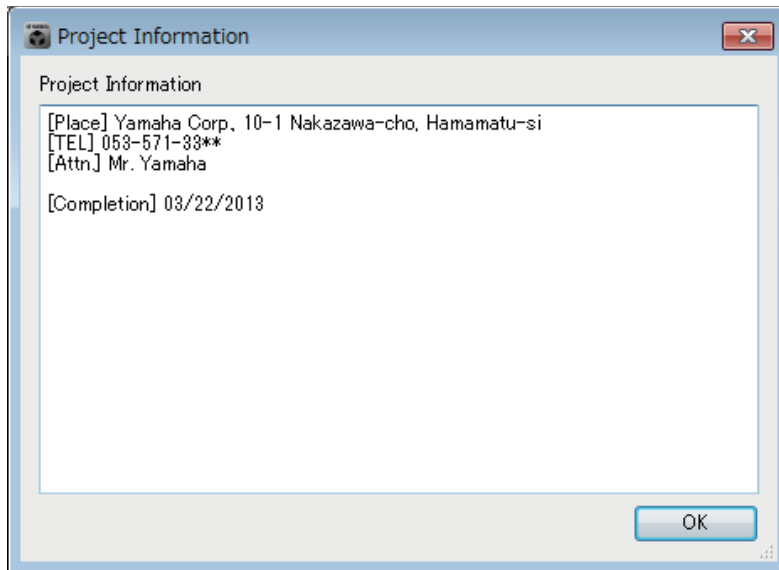 Project Information
Project Information
[Place] Yamaha Corp, 10-1 Nakazawa-cho, Hamamatu-si
[TEL] 053-571-33**
[Attn.] Mr. Yamaha
[Completion] 03/22/2013
OK